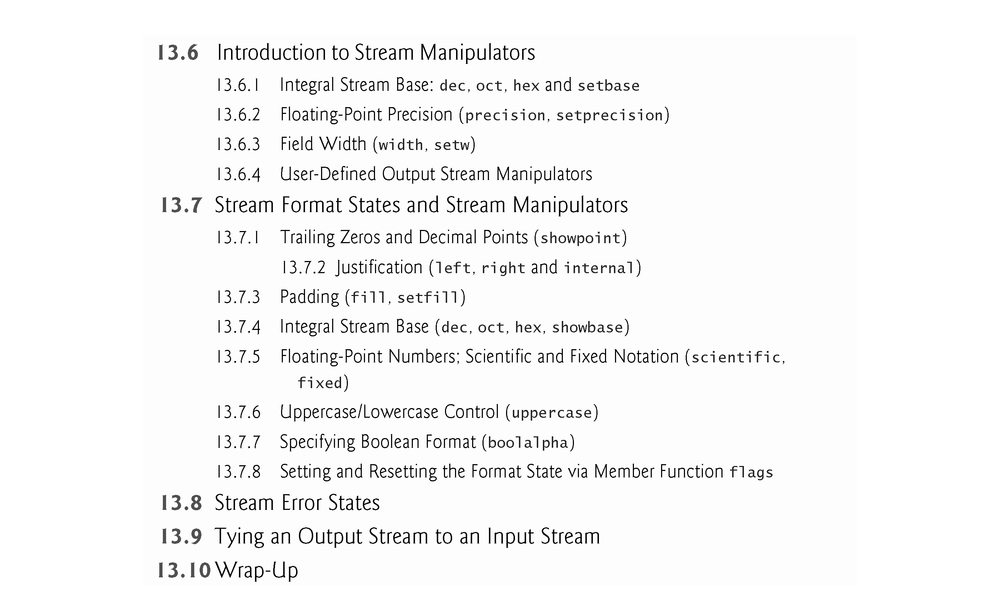 13.6 Introduction to Stream Manipulators
13.6.1 Integral Stream Base: dec, oct, hex and setbase
13.6.2 Floating-Point Precision (precision, setprecision)
13.6.3 Field Width (width, setw)
13.6.4 User-Defined Output Stream Manipulators
13.7 Stream Format States and Stream Manipulators
13.7.1 Trailing Zeros and Decimal Points (showpoint)
13.7.2 Justification (left, right and internal)
13.7.3 Padding (fill, setfill)
13.7.4 Integral Stream Base (dec, oct, hex, showbase)
13.7.5 Floating-Point Numbers; Scientific and Fixed Notation (scientific,
fixed)
13.7.6 Uppercase/Lowercase Control (uppercase)
13.7.7 Specifying Boolean Format (boolalpha)
13.7.8 Setting and Resetting the Format State via Member Function flags
13.8 Stream Error States
13.9 Tying an Output Stream to an Input Stream
13.10 Wrap-Up